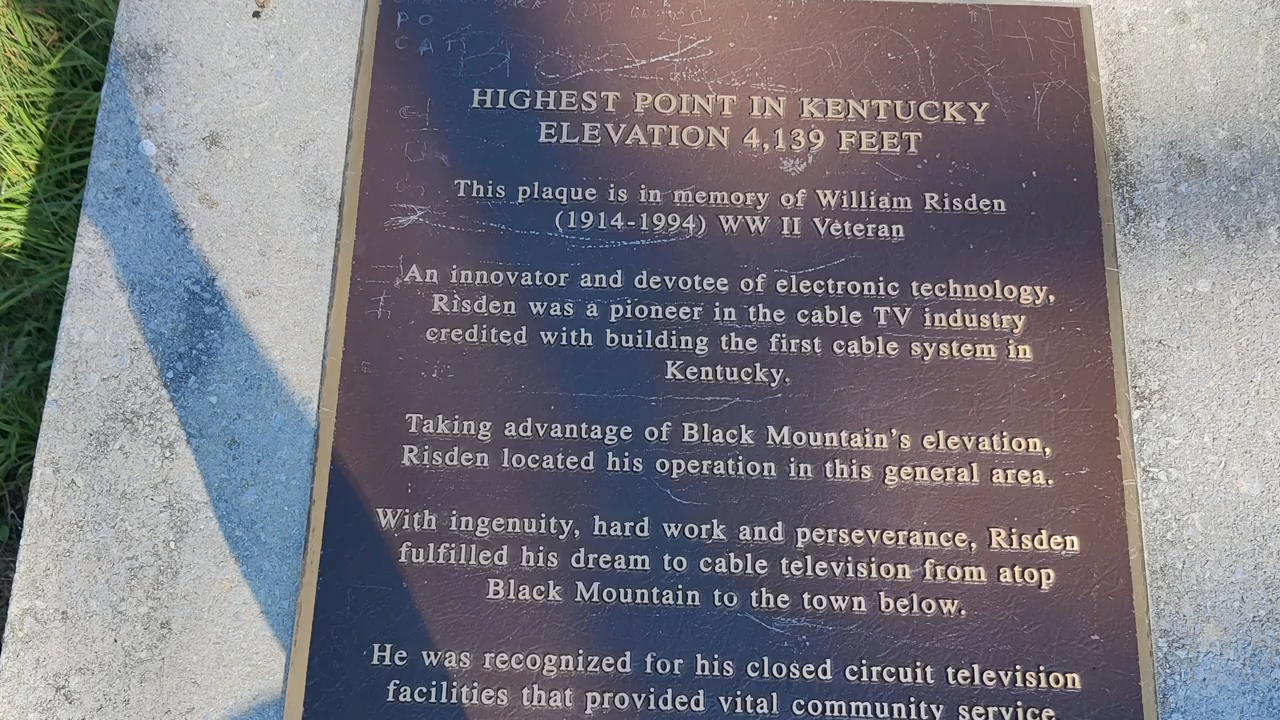 PO
CAT
HIGHEST POINT IN KENTUCKY
ELEVATION 4,139 FEET
This plaque is in memory of William Risden
(1914-1994) WW II Veteran
An innovator and devotee of electronic technology,
Risden was a pioneer in the cable TV industry
credited with building the first cable system in
Kentucky.
Taking advantage of Black Mountain's elevation,
Risden located his operation in this general area.
With ingenuity, hard work and perseverance, Risden
fulfilled his dream to cable television from atop
Black Mountain to the town below.
He was recognized for his closed circuit television
facilities that provided vital community service